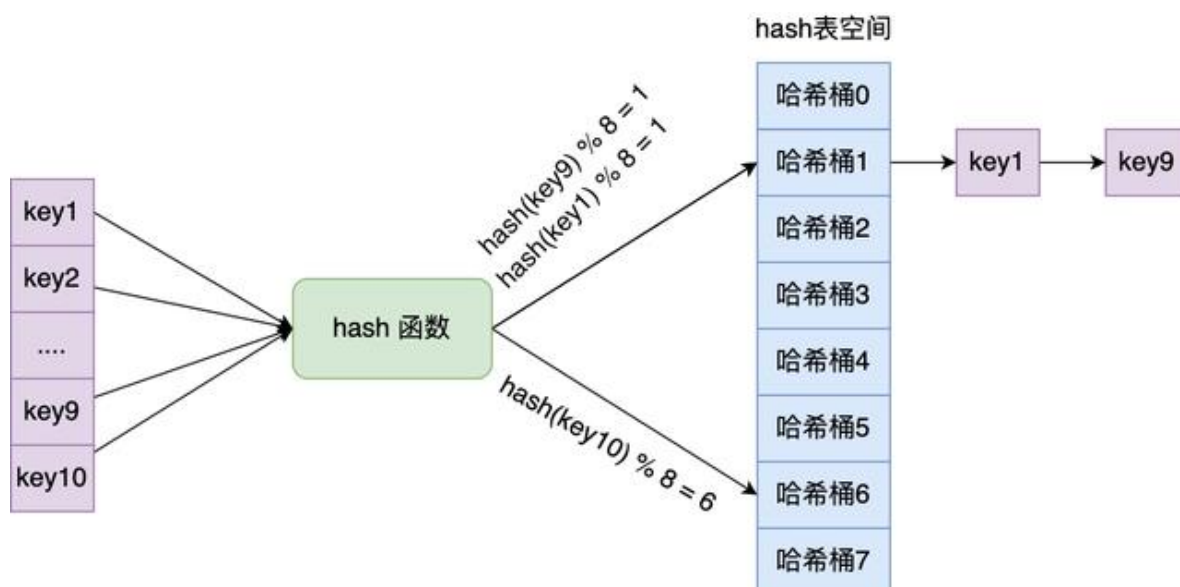 hash表空间
key1
key2
....
key9
key10
hash 函数
hash(key9) % 8 = 1
hash(key1) % 8 = 1
hash(key10) % 8 = 6
哈希桶0
哈希桶1
哈希桶2
哈希桶3
哈希桶4
哈希桶5
哈希桶6
哈希桶7
key1
key9